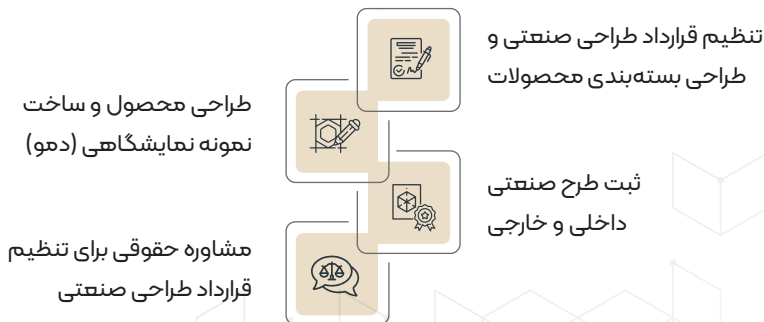 تنظیم قرارداد طراحی صنعتی و
طراحی بسته‌بندی محصولات
طراحی محصول و ساخت
نمونه نمایشگاهی (دمو)
ثبت طرح صنعتی
داخلی و خارجی
مشاوره حقوقی برای تنظیم
قرارداد طراحی صنعتی